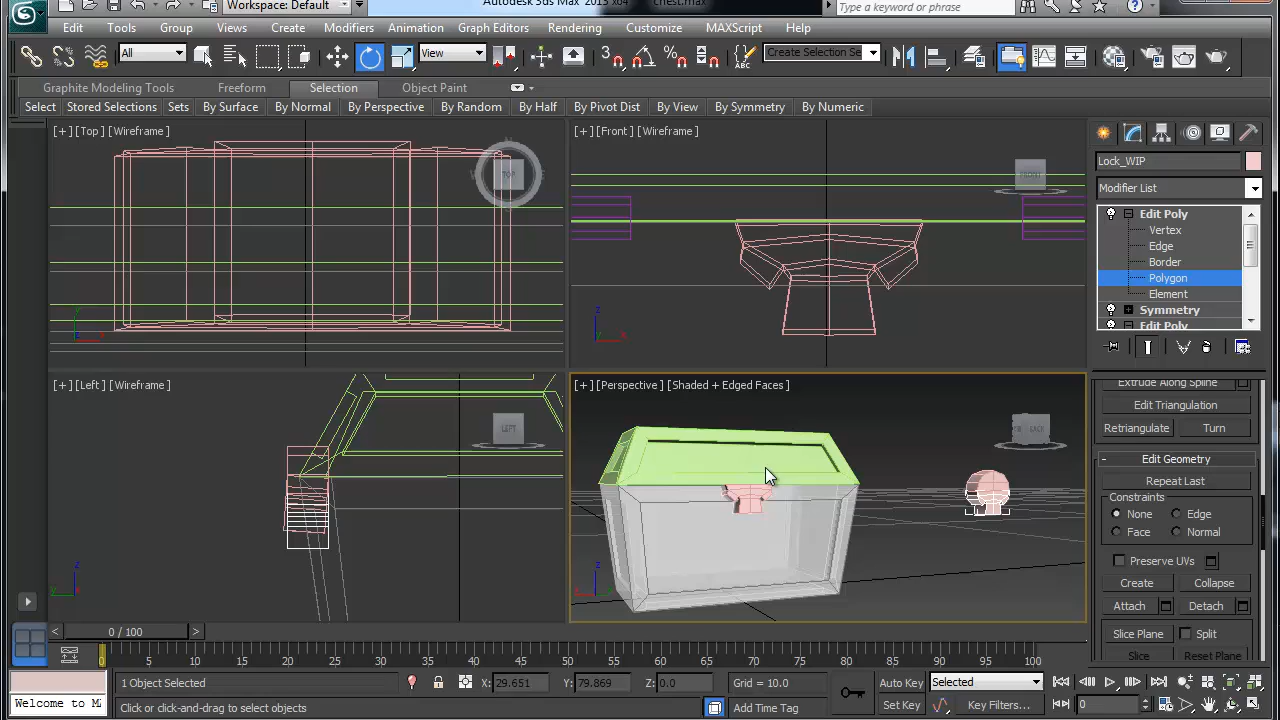 Workspace: Default
Autodesk 3ds Max 2013 x64
chest.max
Type a keyword or phrase
Edit Tools Group Views Create Modifiers Animation Graph Editors Rendering Customize MAXScript Help
All
View
Create Selection Se
Graphite Modeling Tools Freeform Selection Object Paint
Select Stored Selections Sets By Surface By Normal By Perspective By Random By Half By Pivot Dist By View By Symmetry By Numeric
[+] [Top] [Wireframe]
TOP
[+] [Front] [Wireframe]
FRONT
[+] [Left] [Wireframe]
LEFT
[+] [Perspective] [Shaded + Edged Faces]
BACK
Lock_WIP
Modifier List
Edit Poly
Vertex
Edge
Border
Polygon
Element
Symmetry
Edit Poly
Extrude Along Spline
Edit Triangulation
Retriangulate Turn
- Edit Geometry
Repeat Last
Constraints
None Edge
Face Normal
Preserve UVs
Create Collapse
Attach Detach
Slice Plane Split
Slice Reset Plane
0 / 100
0 5 10 15 20 25 30 35 40 45 50 55 60 65 70 75 80 85 90 95 100
1 Object Selected X: 29.651 Y: 79.869 Z: 0.0 Grid = 10.0 Auto Key Selected
Welcome to M
Click or click-and-drag to select objects Add Time Tag Set Key Key Filters... 0